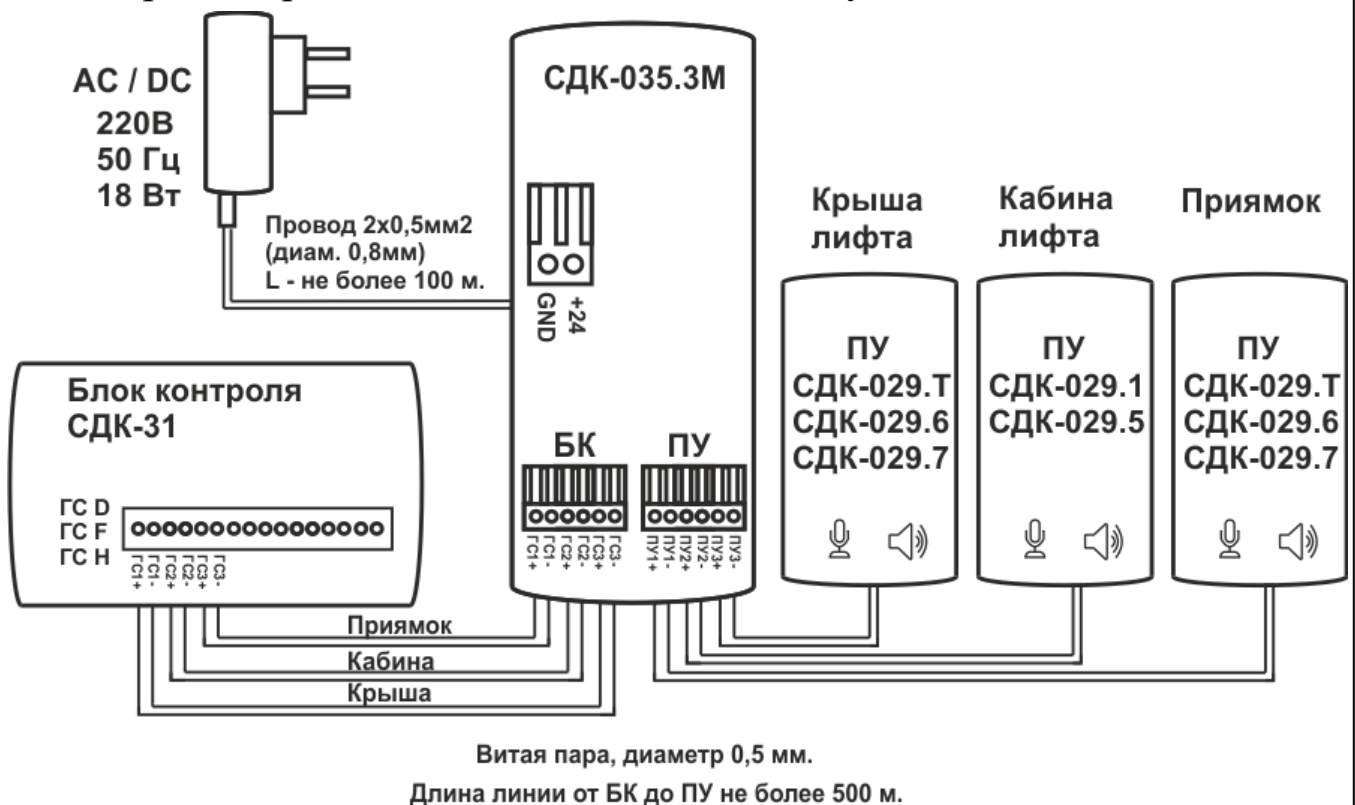 AC / DC
220В
50 Гц
18 Вт
Провод 2х0,5мм2
(диам. 0,8мм)
L - не более 100 м.
СДК-035.3М
GND
+24
БК
ПУ
ГС1+
ГС1-
ГС2+
ГС2-
ГС3+
ГС3-
ПУ1+
ПУ1-
ПУ2+
ПУ2-
ПУ3+
ПУ3-
Крыша
лифта
Кабина
лифта
Приямок
ПУ
СДК-029.Т
СДК-029.6
СДК-029.7
ПУ
СДК-029.1
СДК-029.5
ПУ
СДК-029.Т
СДК-029.6
СДК-029.7
Блок контроля
СДК-31
ГС D
ГС F
ГС H
ГС1+
ГС1-
ГС2+
ГС2-
ГС3+
ГС3-
Приямок
Кабина
Крыша
Витая пара, диаметр 0,5 мм.
Длина линии от БК до ПУ не более 500 м.